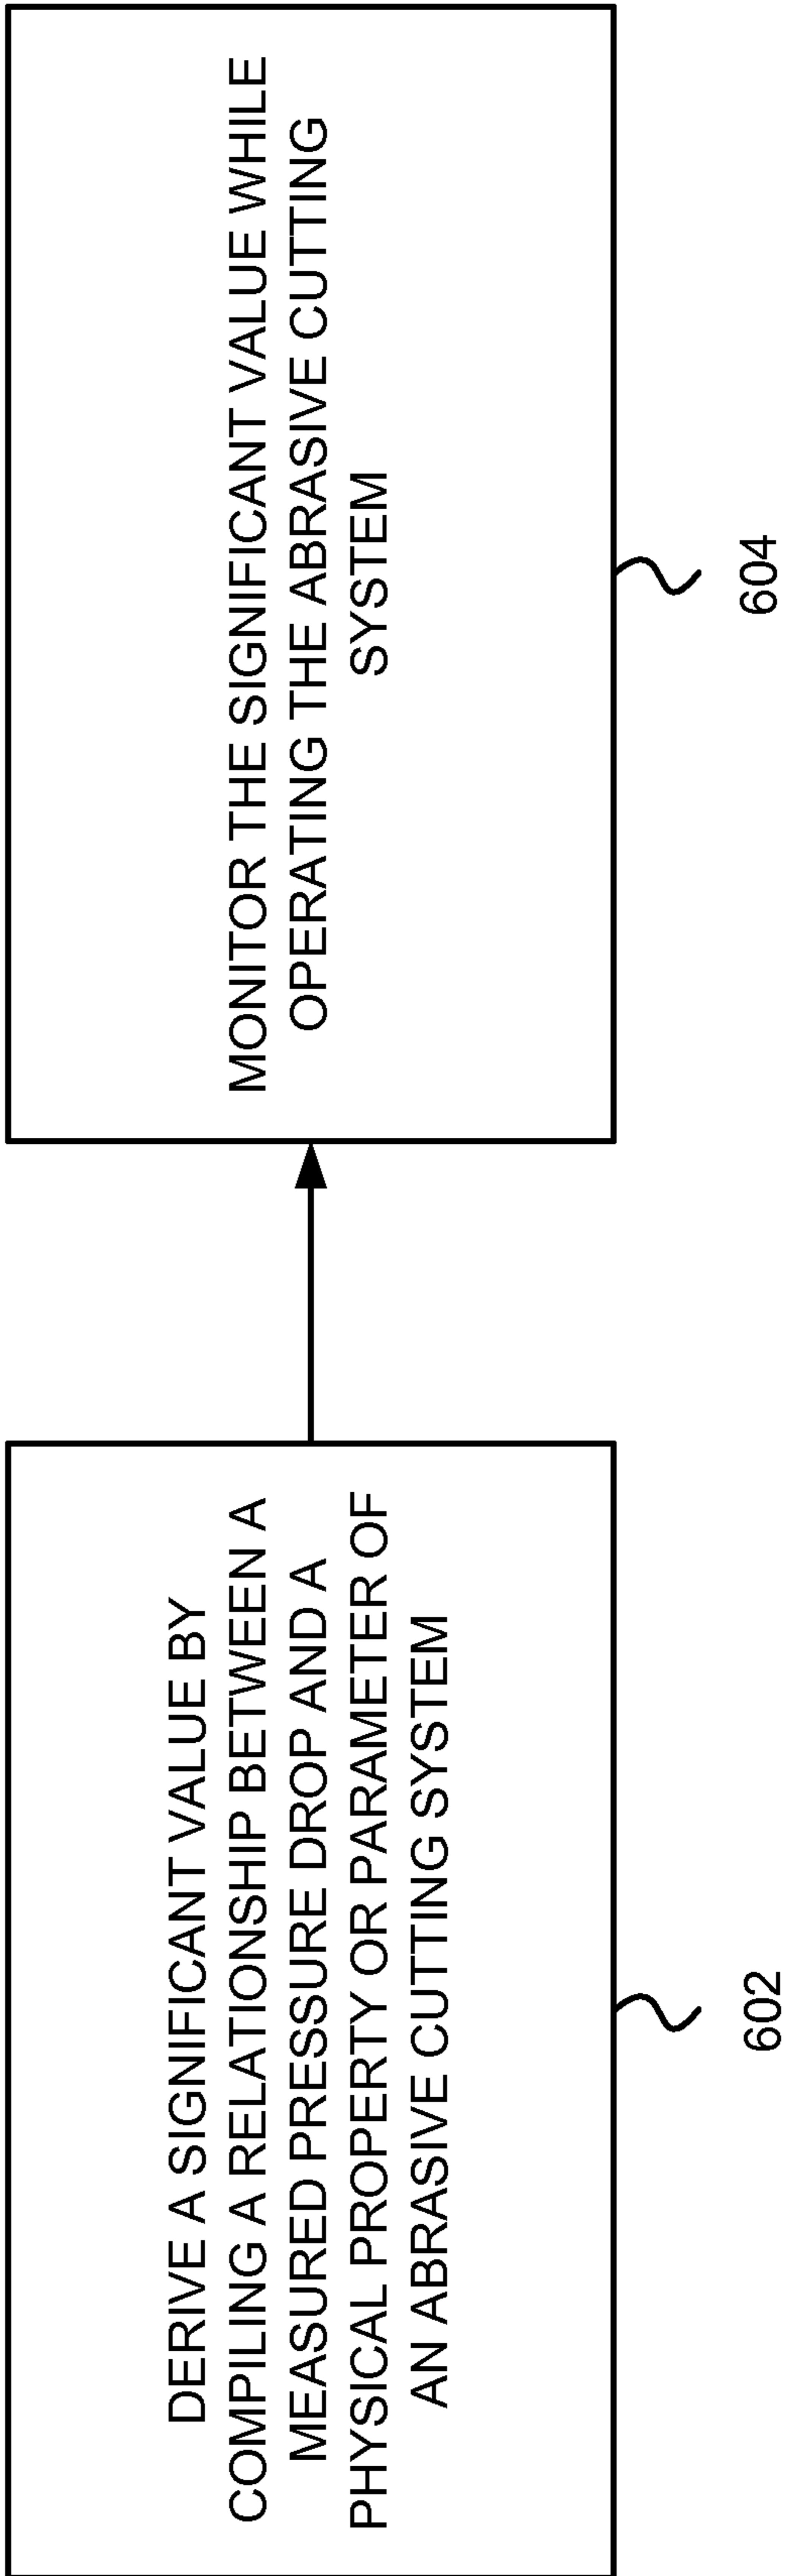 DERIVE A SIGNIFICANT VALUE BY
COMPILING A RELATIONSHIP BETWEEN A
MEASURED PRESSURE DROP AND A
PHYSICAL PROPERTY OR PARAMETER OF
AN ABRASIVE CUTTING SYSTEM
602
MONITOR THE SIGNIFICANT VALUE WHILE
OPERATING THE ABRASIVE CUTTING
SYSTEM
604